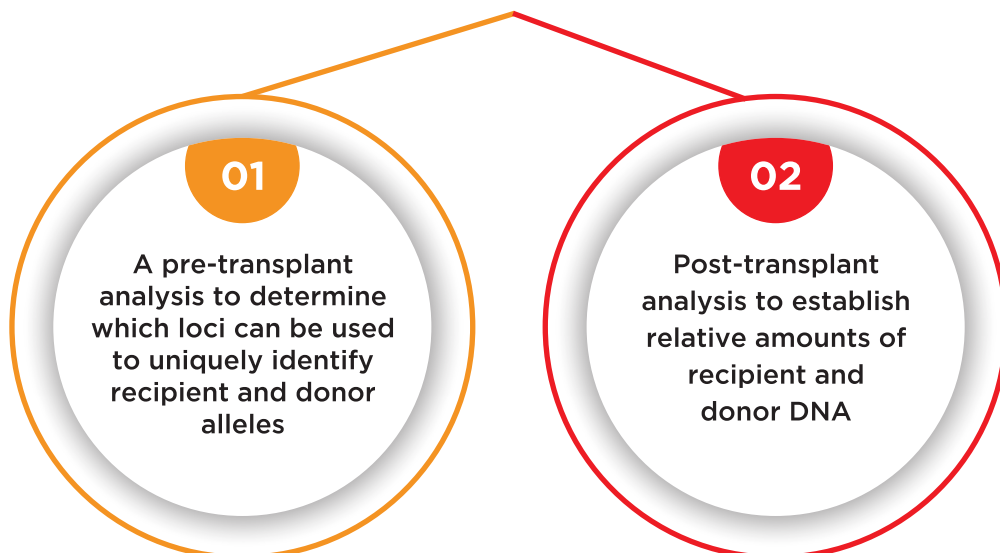 01
A pre-transplant
analysis to determine
which loci can be used
to uniquely identify
recipient and donor
alleles
02
Post-transplant
analysis to establish
relative amounts of
recipient and
donor DNA